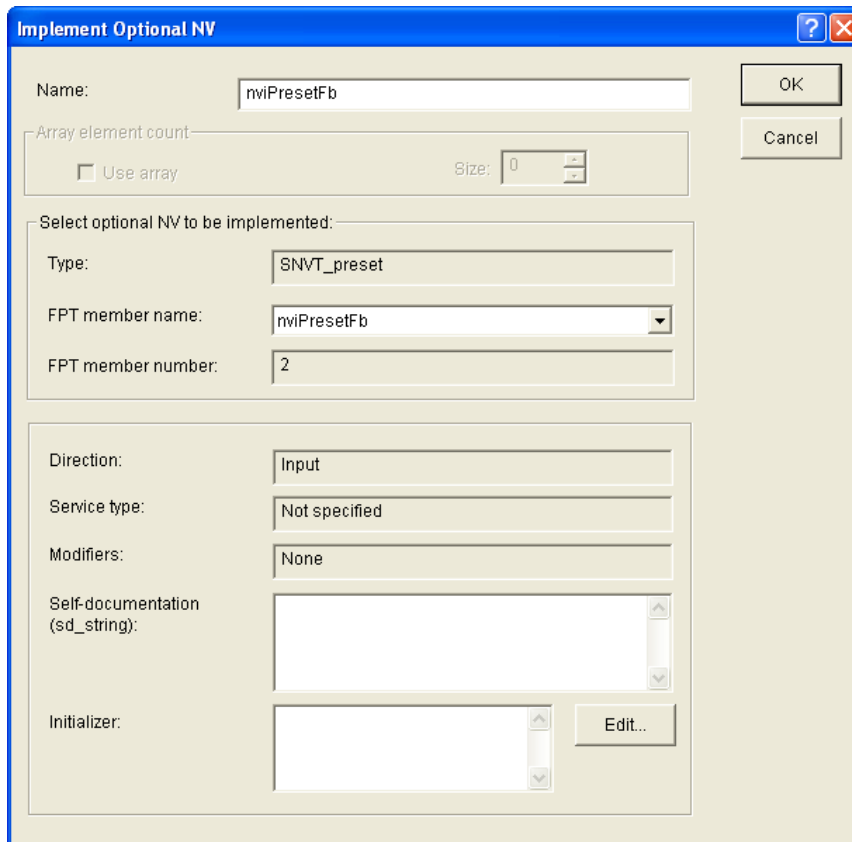 Implement Optional NV
Name: nviPresetFb
OK
Array element count
Cancel
Use array Size: 0
Select optional NV to be implemented:
Type: SNVT_preset
FPT member name: nviPresetFb
FPT member number: 2
Direction: Input
Service type: Not specified
Modifiers: None
Self-documentation
(sd_string):
Initializer: Edit...